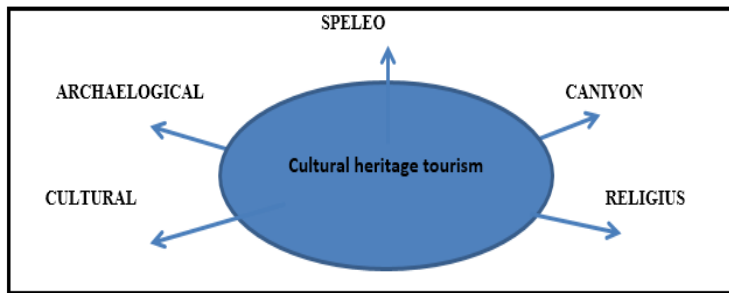 SPELEO
ARCHAELOGICAL
CANIYON
Cultural heritage tourism
CULTURAL
RELIGIUS